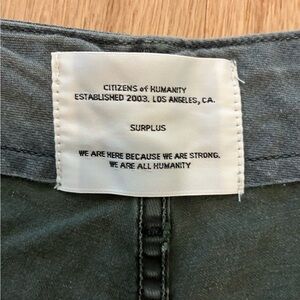 CITIZENS of HUMANITY
ESTABLISHED 2003. LOS ANGELES, CA.
SURPLUS
WE ARE HERE BECAUSE WE ARE STRONG.
WE ARE ALL HUMANITY